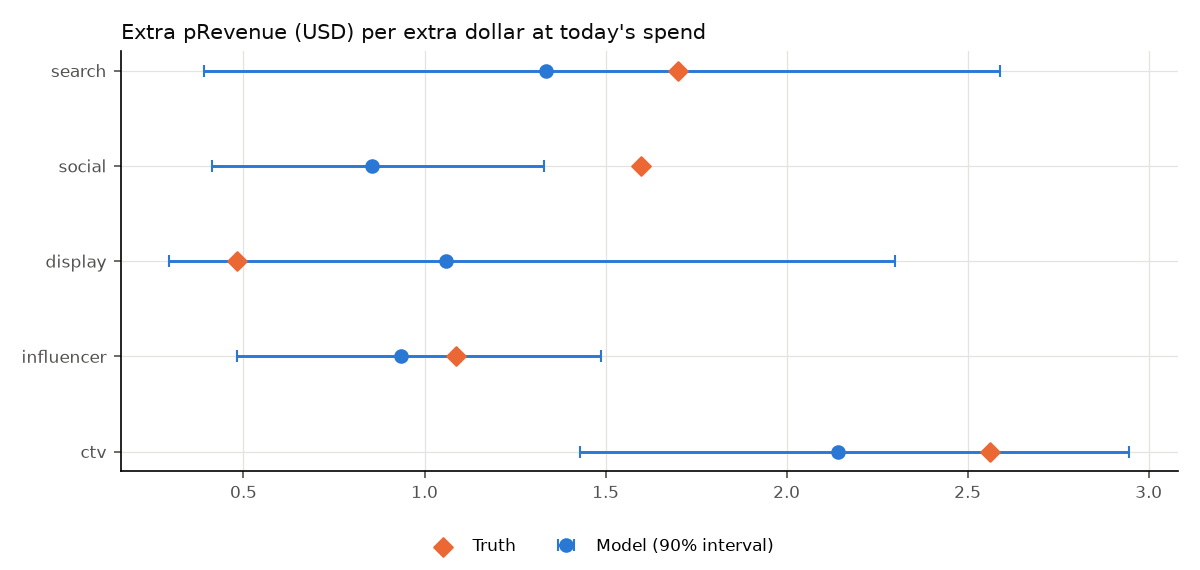 Extra pRevenue (USD) per extra dollar at today's spend
search
social
display
influencer
ctv
0.5 1.0 1.5 2.0 2.5 3.0
Truth Model (90% interval)